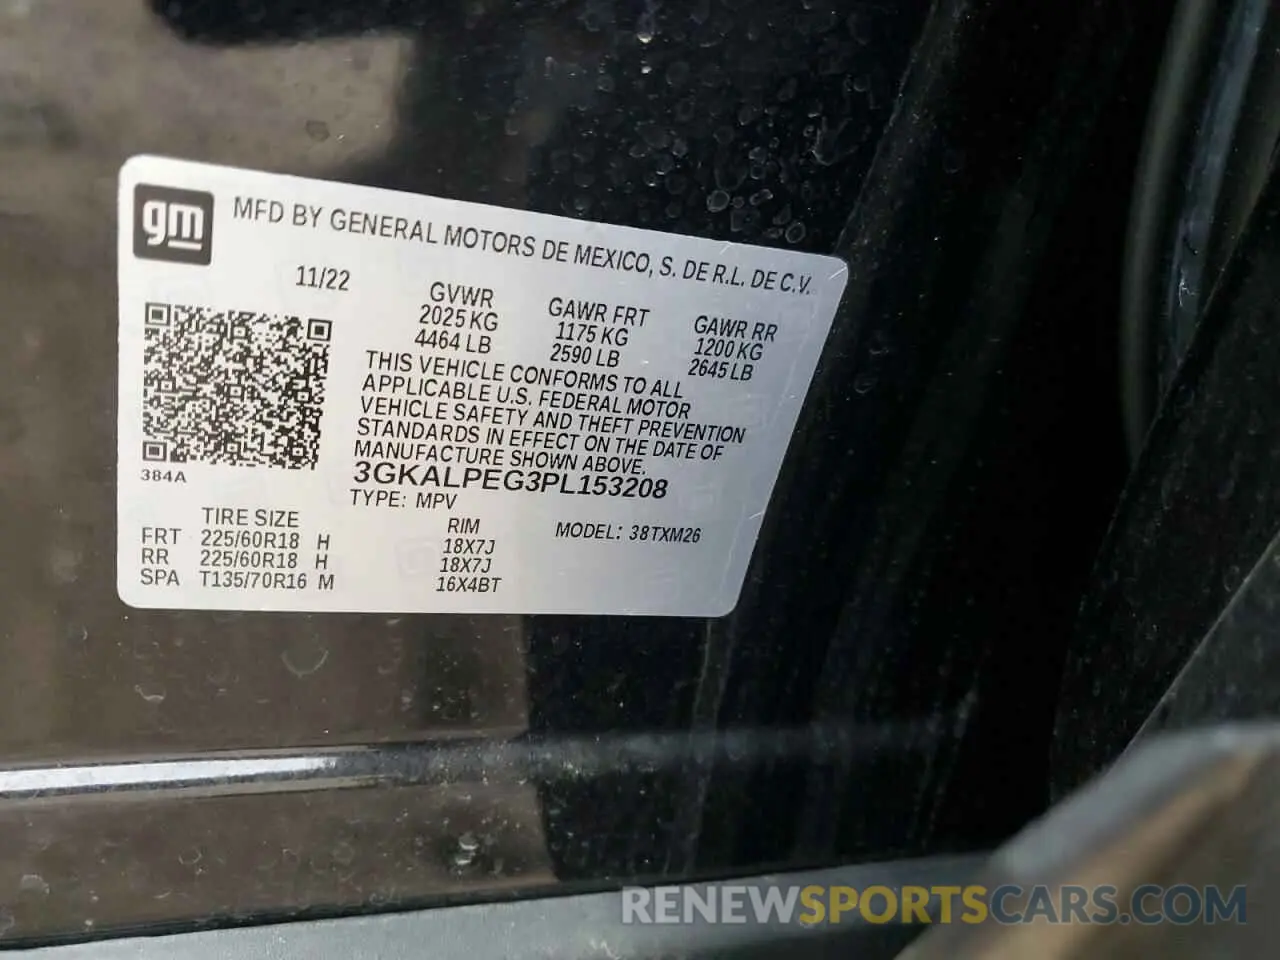 gm
MFD BY GENERAL MOTORS DE MEXICO, S. DE R.L. DE C.V.
11/22
GVWR GAWR FRT GAWR RR
2025 KG 1175 KG 1200 KG
4464 LB 2590 LB 2645 LB
THIS VEHICLE CONFORMS TO ALL
APPLICABLE U.S. FEDERAL MOTOR
VEHICLE SAFETY AND THEFT PREVENTION
STANDARDS IN EFFECT ON THE DATE OF
MANUFACTURE SHOWN ABOVE.
384A
3GKALPEG3PL153208
TYPE: MPV
TIRE SIZE RIM MODEL: 38TXM26
FRT 225/60R18 H 18X7J
RR 225/60R18 H 18X7J
SPA T135/70R16 M 16X4BT
RENEWSPORTSCARS.COM